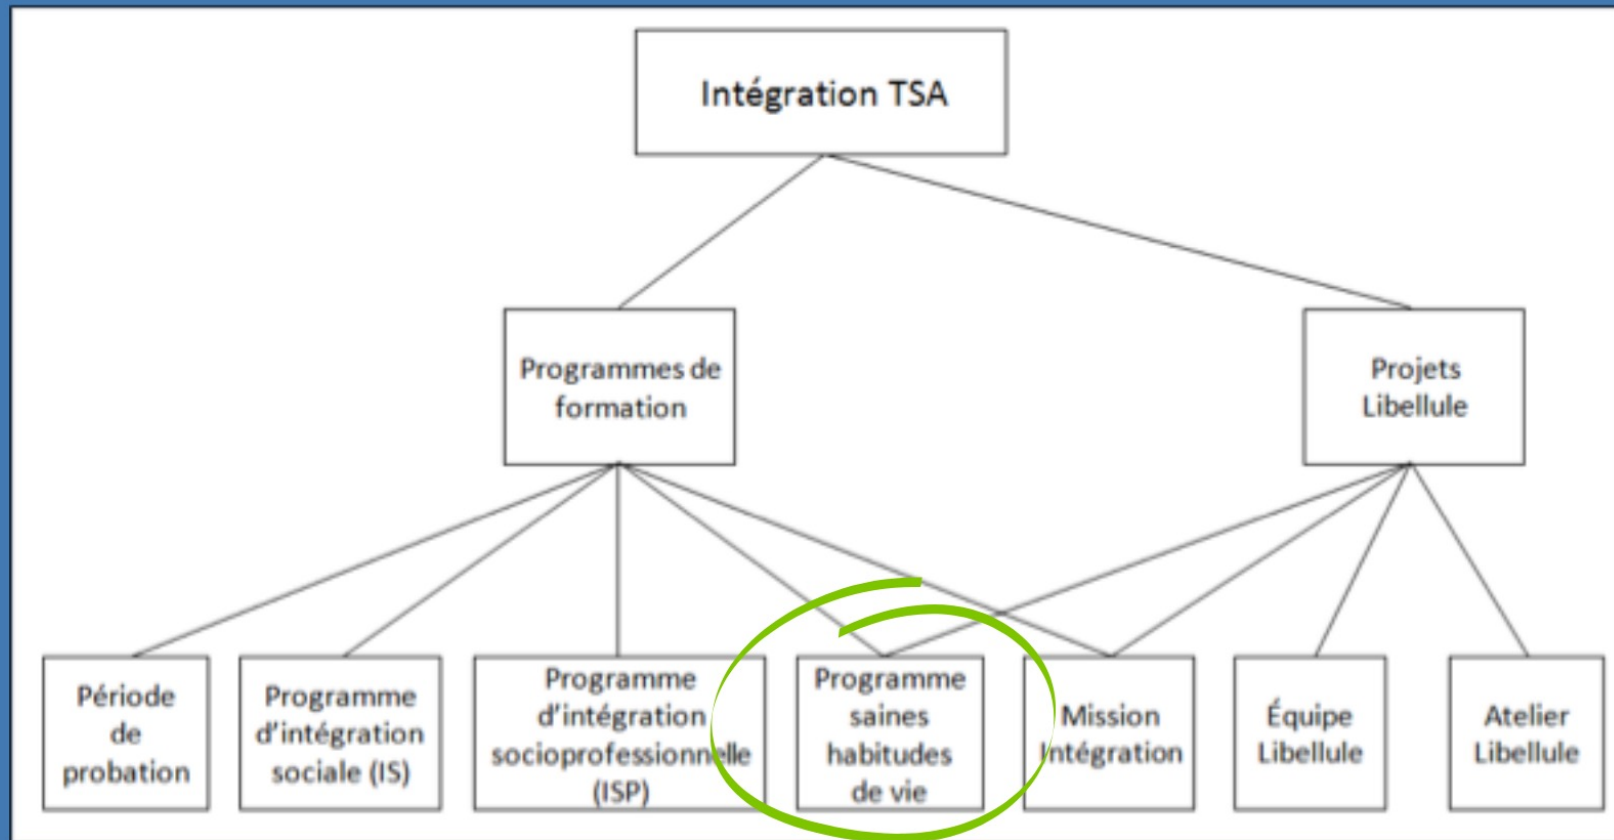 Intégration TSA
Programmes de
formation
Projets
Libellule
Période
de
probation
Programme
d'intégration
sociale (IS)
Programme
d'intégration
socioprofessionnelle
(ISP)
Programme
saines
habitudes
de vie
Mission
Intégration
Équipe
Libellule
Atelier
Libellule